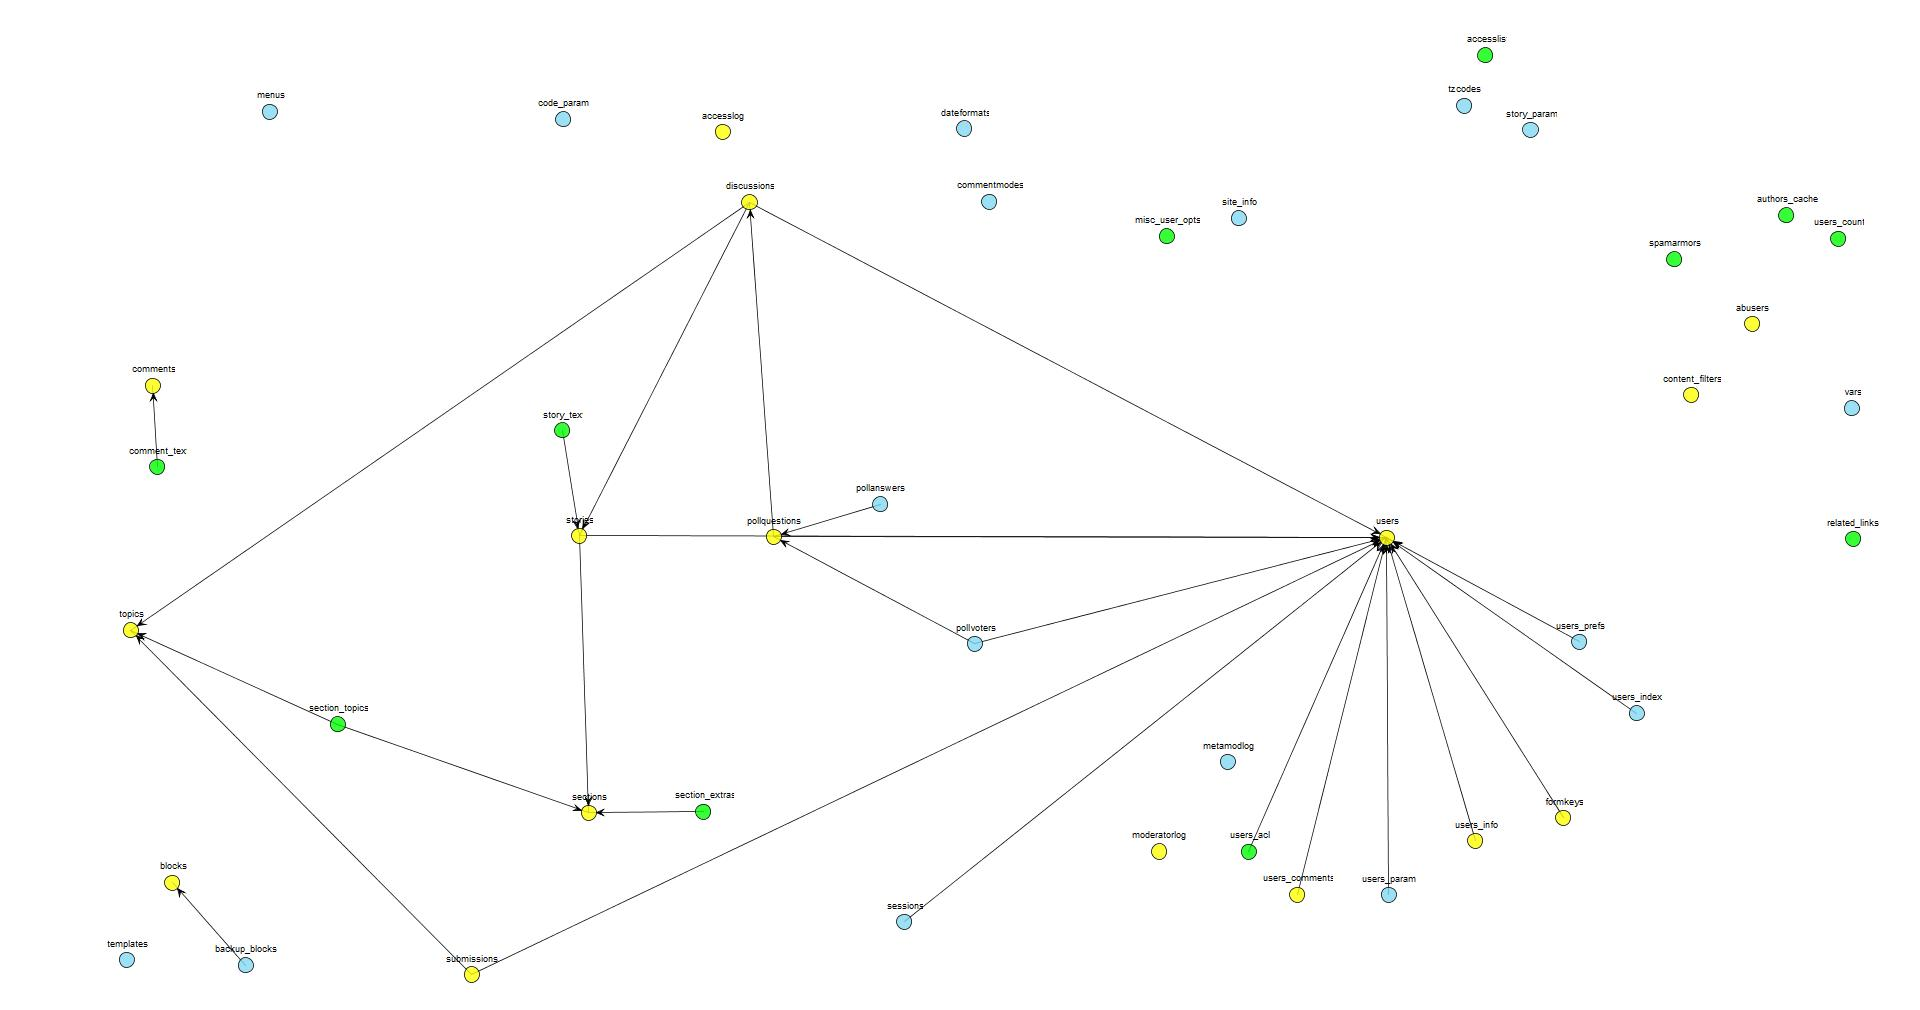 accesslis
tzcodes
menus
code_param
dateformats
story_param
accesslog
discussions
commentmodes
authors_cache
site_info
misc_user_opts
users_count
spamarmors
abusers
comments
content_filters
vars
story_tex
comment_tex
pollanswers
stories
pollquestions
users
related_links
topics
pollvoters
users_prefs
users_index
section_topics
metamodlog
sections
section_extras
formkeys
users_info
moderatorlog
users_acl
blocks
users_comments
users_param
sessions
templates
backup_blocks
submissions